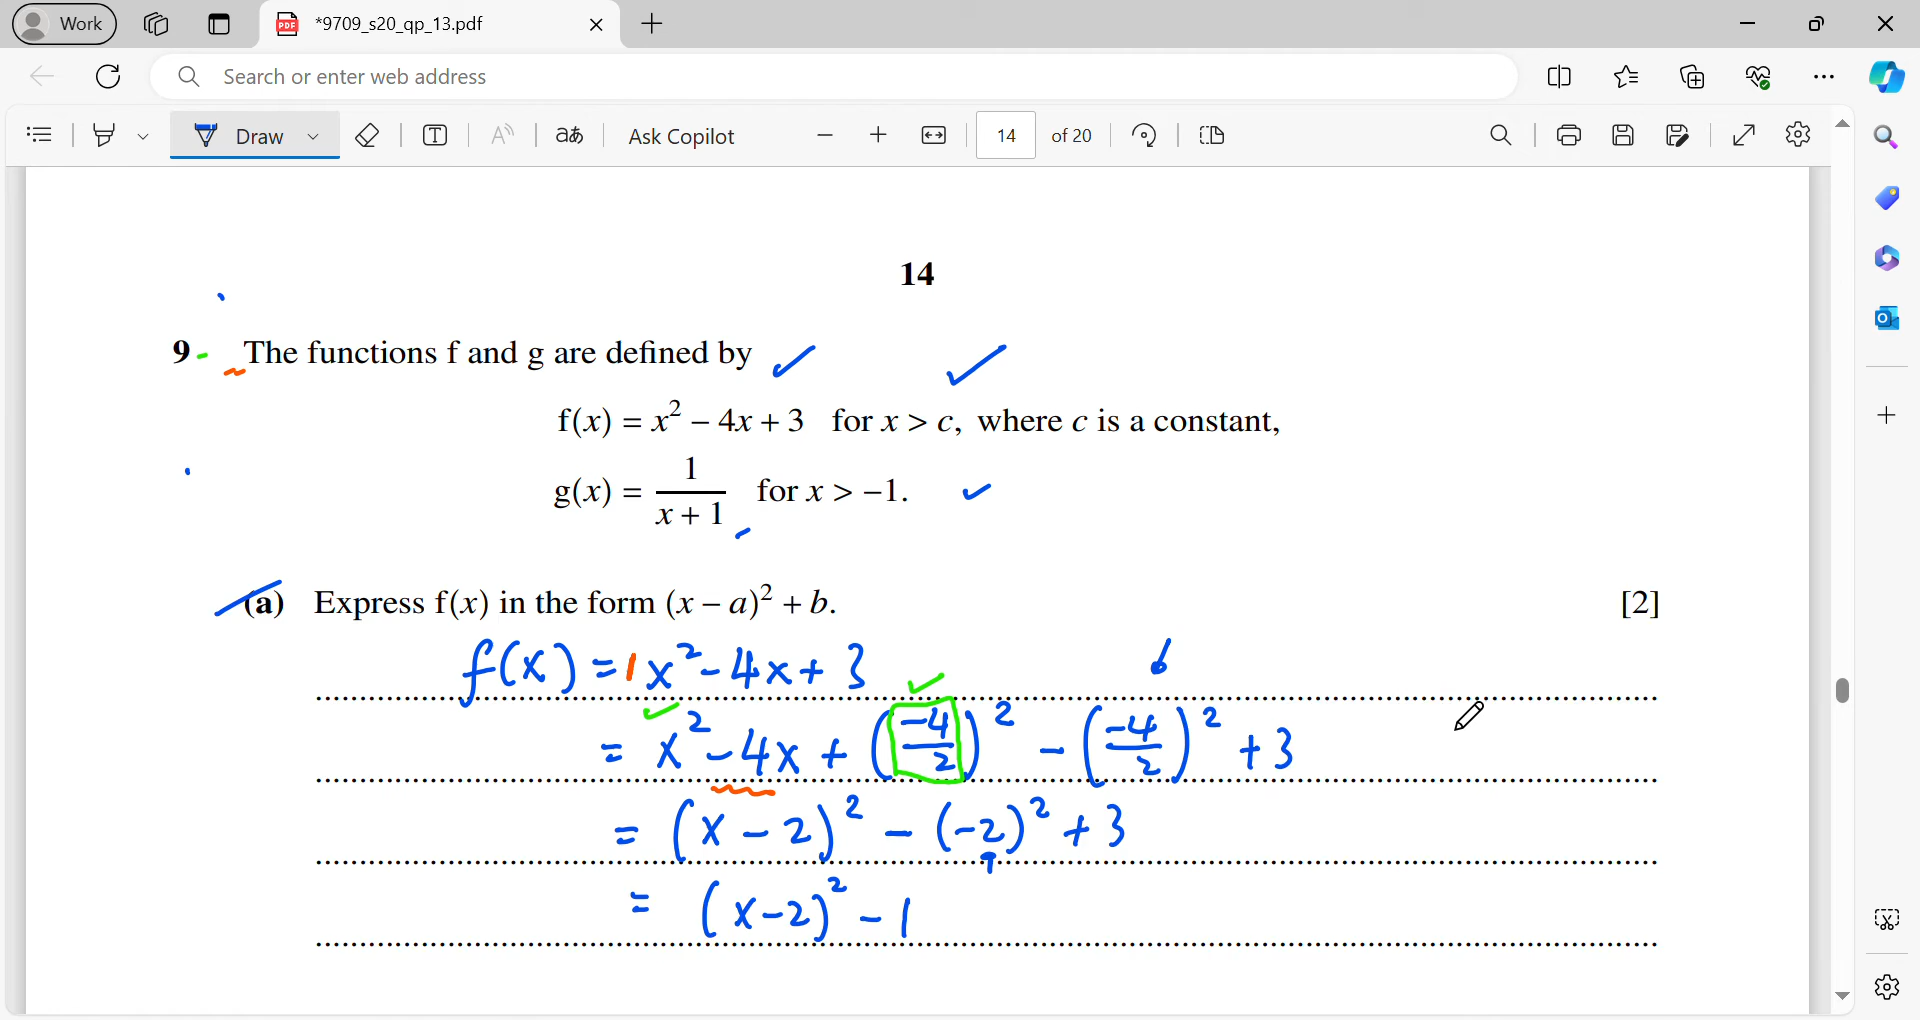 Work
*9709_s20_qp_13.pdf
Search or enter web address
Draw
T
A
aあ
Ask Copilot
14 of 20
14
9 The functions f and g are defined by
f(x) = x² − 4x + 3 for x > c, where c is a constant,
g(x) = 1/(x + 1) for x > −1.
(a) Express f(x) in the form (x − a)² + b. [2]
f(x) = 1x² - 4x + 3
= x² - 4x + (-4/2)² - (-4/2)² + 3
= (x - 2)² - (-2)² + 3
= (x - 2)² - 1